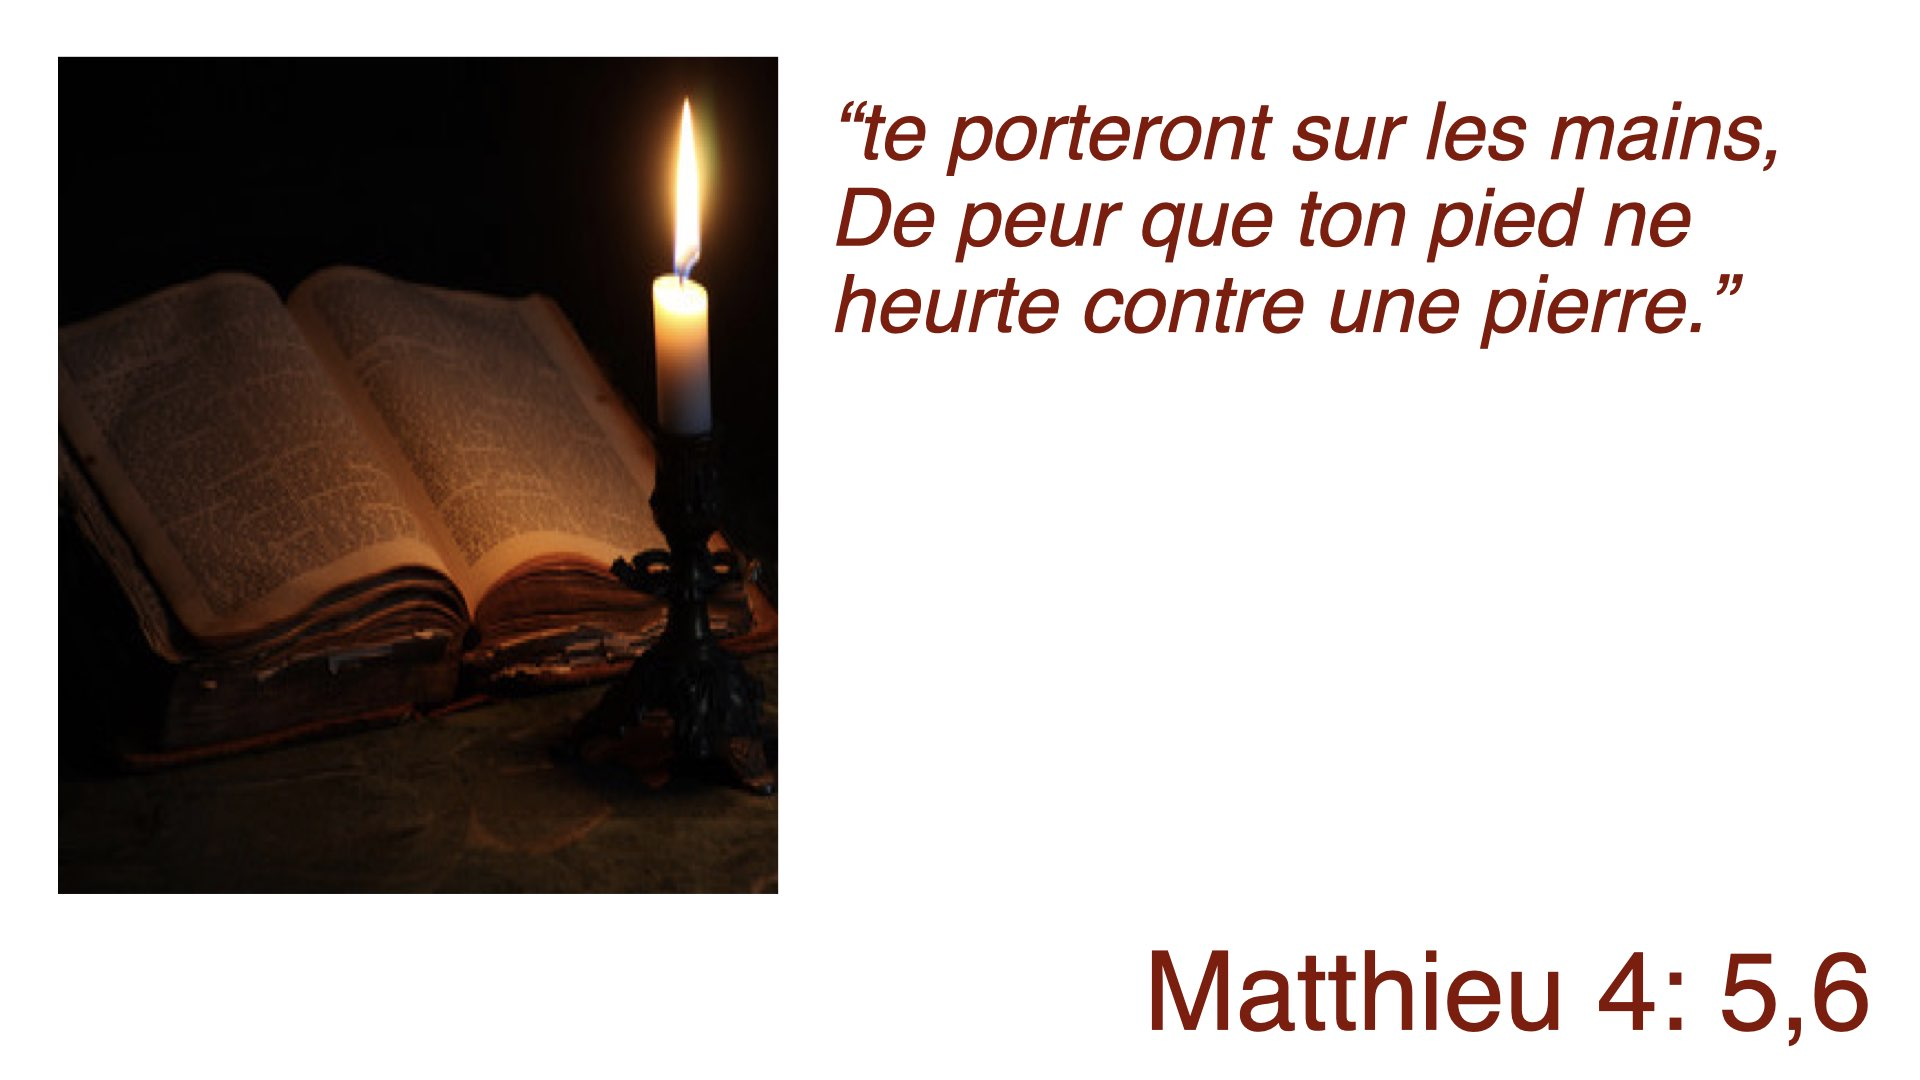 “te porteront sur les mains,
De peur que ton pied ne
heurte contre une pierre.”
Matthieu 4: 5,6